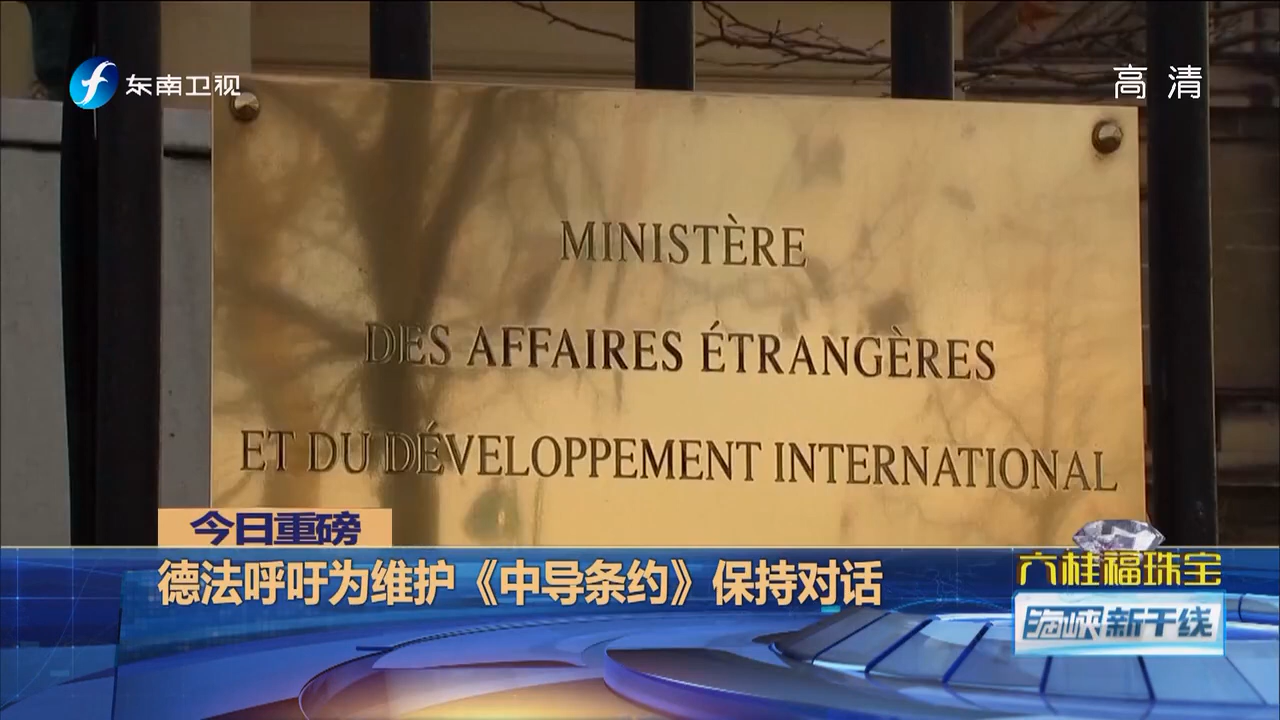 东南卫视
高清
MINISTÈRE
DES AFFAIRES ÉTRANGÈRES
ET DU DÉVELOPPEMENT INTERNATIONAL
今日重磅
德法呼吁为维护《中导条约》保持对话
六桂福珠宝
海峡新干线